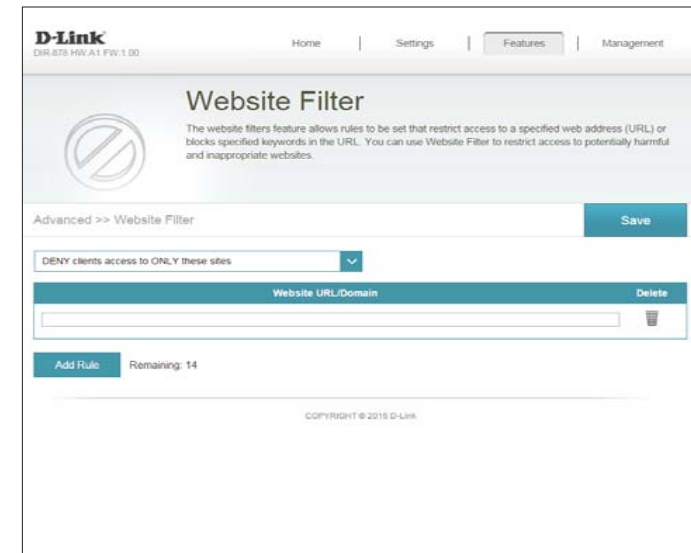 D-Link
DIR-878 HW:A1 FW:1.00
Home
Settings
Features
Management
Website Filter
The website filters feature allows rules to be set that restrict access to a specified web address (URL) or
blocks specified keywords in the URL. You can use Website Filter to restrict access to potentially harmful
and inappropriate websites.
Advanced >> Website Filter
Save
DENY clients access to ONLY these sites
Website URL/Domain
Delete
Add Rule
Remaining: 14
COPYRIGHT © 2016 D-Link